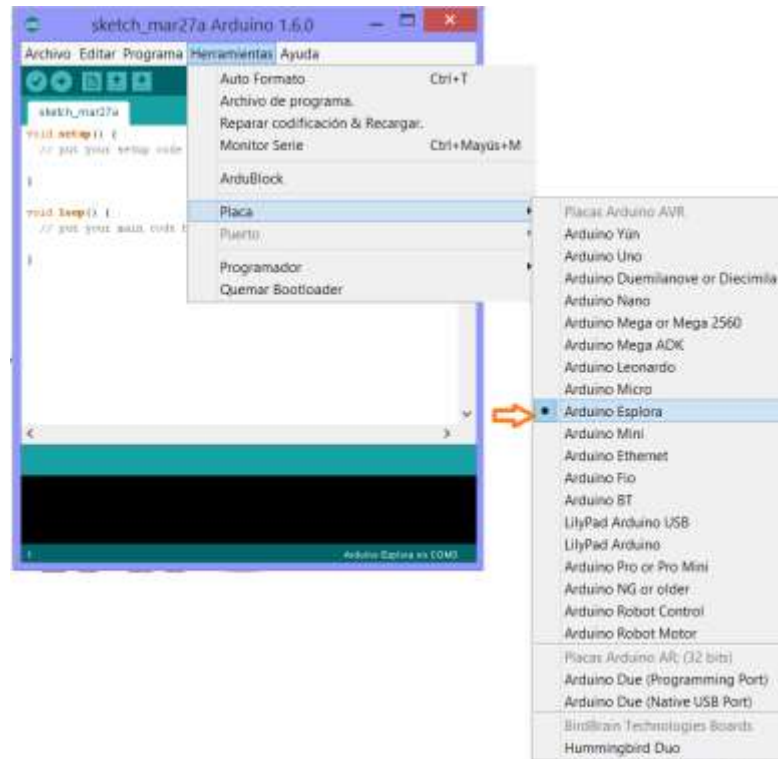 sketch_mar27a Arduino 1.6.0
Archivo Editar Programa Herramientas Ayuda
sketch_mar27a
void setup() {
// put your setup code
}
void loop() {
// put your main code
}
Auto Formato Ctrl+T
Archivo de programa.
Reparar codificación & Recargar.
Monitor Serie Ctrl+Mayús+M
ArduBlock
Placa
Puerto
Programador
Quemar Bootloader
Placas Arduino AVR
Arduino Yún
Arduino Uno
Arduino Duemilanove or Diecimila
Arduino Nano
Arduino Mega or Mega 2560
Arduino Mega ADK
Arduino Leonardo
Arduino Micro
Arduino Esplora
Arduino Mini
Arduino Ethernet
Arduino Fio
Arduino BT
LilyPad Arduino USB
LilyPad Arduino
Arduino Pro or Pro Mini
Arduino NG or older
Arduino Robot Control
Arduino Robot Motor
Placas Arduino (32 bits)
Arduino Due (Programming Port)
Arduino Due (Native USB Port)
BirdBrain Technologies Boards
Hummingbird Duo
1 Arduino Esplora on